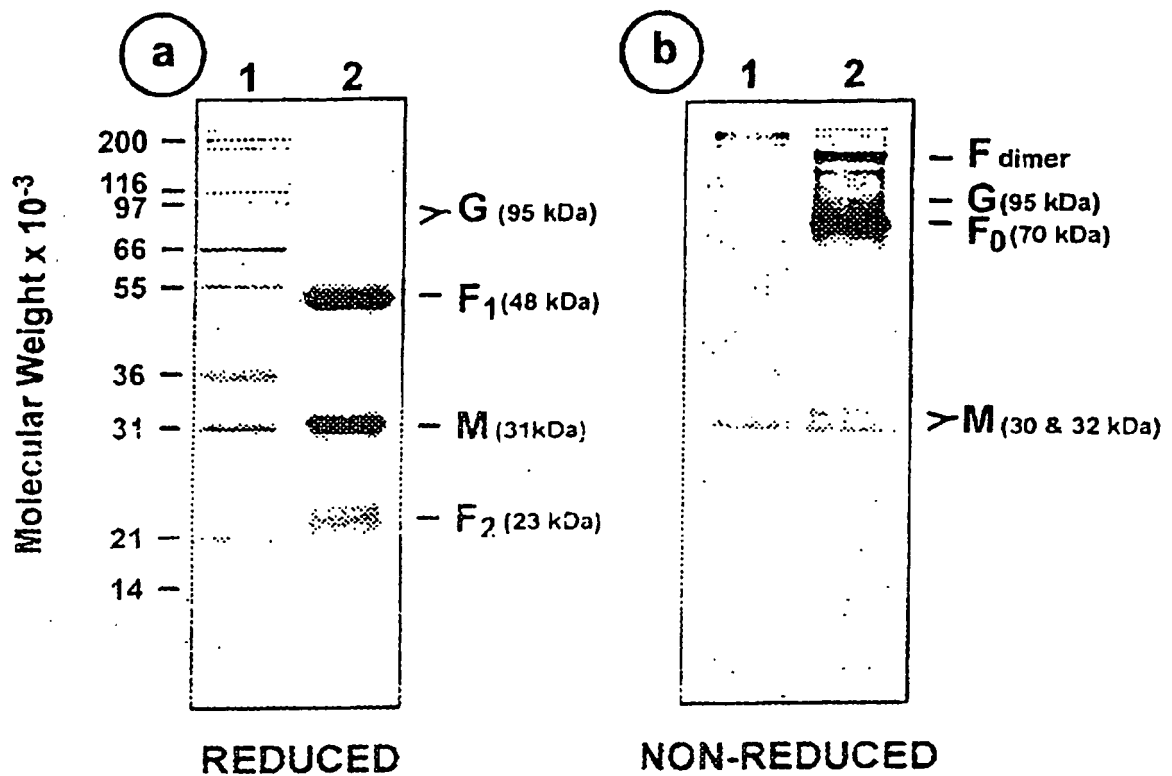 a
1 2
Molecular Weight x 10-3
200 –
116 –
97 –
66 –
55 –
36 –
31 –
21 –
14 –
> G (95 kDa)
– F1 (48 kDa)
– M (31kDa)
– F2 (23 kDa)
REDUCED
b
1 2
– F dimer
– G (95 kDa)
– F0 (70 kDa)
> M (30 & 32 kDa)
NON-REDUCED